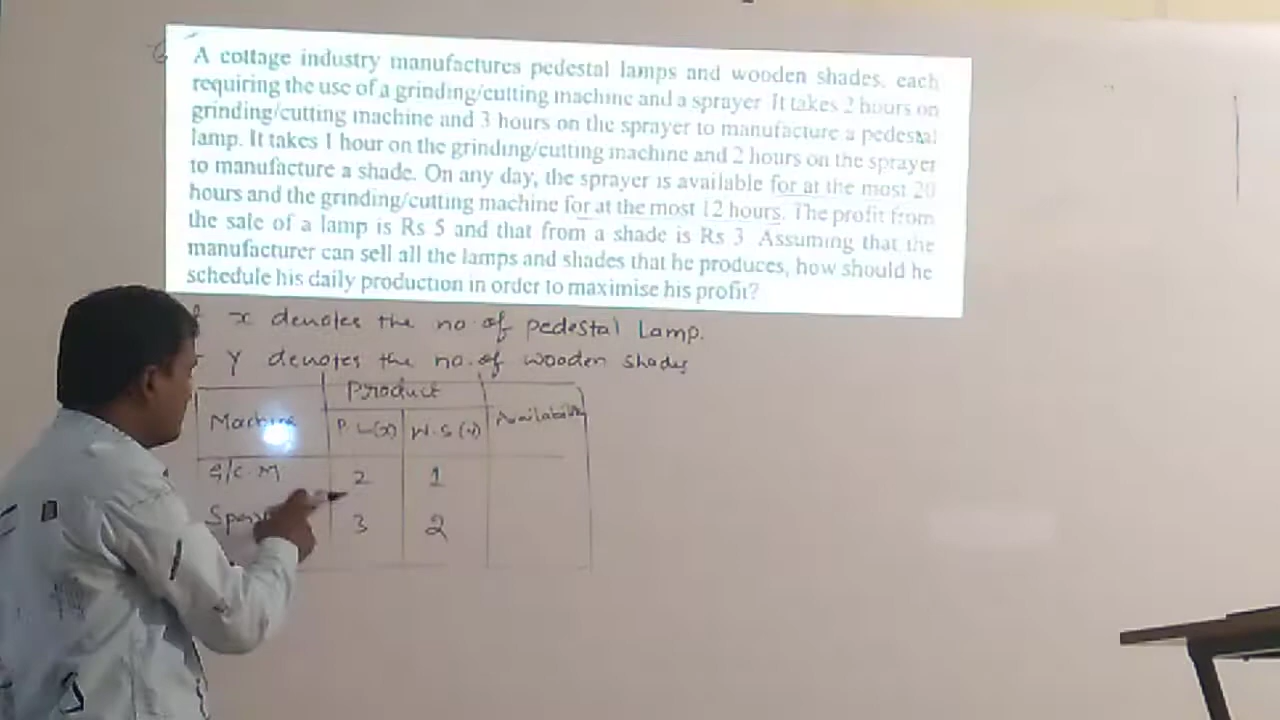 A cottage industry manufactures pedestal lamps and wooden shades, each
requiring the use of a grinding/cutting machine and a sprayer. It takes 2 hours on
grinding/cutting machine and 3 hours on the sprayer to manufacture a pedestal
lamp. It takes 1 hour on the grinding/cutting machine and 2 hours on the sprayer
to manufacture a shade. On any day, the sprayer is available for at the most 20
hours and the grinding/cutting machine for at the most 12 hours. The profit from
the sale of a lamp is Rs 5 and that from a shade is Rs 3. Assuming that the
manufacturer can sell all the lamps and shades that he produces, how should he
schedule his daily production in order to maximise his profit?
x denotes the no. of pedestal Lamp.
Y denotes the no. of wooden shades
Product
Machine P.L(x) W.S(y) Availability
G/C M 2 1
3 2